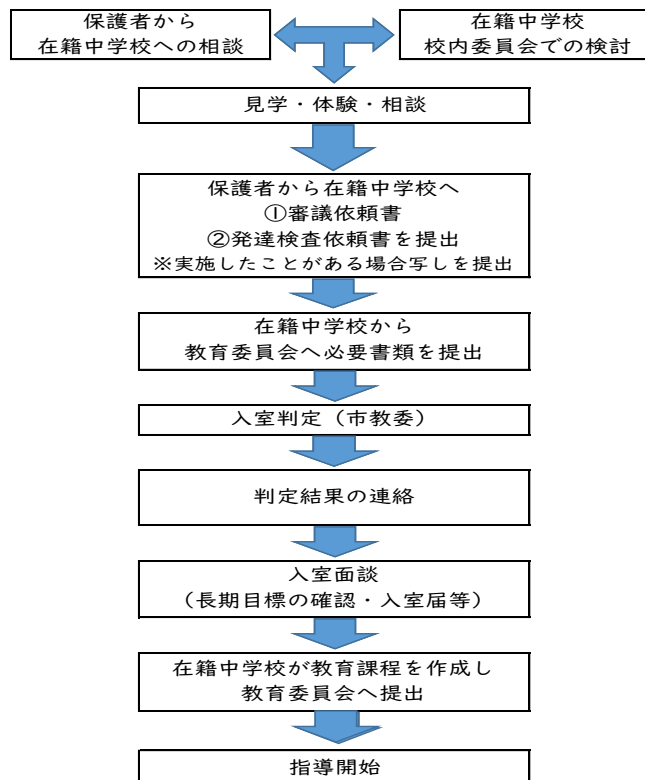 保護者から
在籍中学校への相談
在籍中学校
校内委員会での検討
見学・体験・相談
保護者から在籍中学校へ
①審議依頼書
②発達検査依頼書を提出
※実施したことがある場合写しを提出
在籍中学校から
教育委員会へ必要書類を提出
入室判定（市教委）
判定結果の連絡
入室面談
（長期目標の確認・入室届等）
在籍中学校が教育課程を作成し
教育委員会へ提出
指導開始